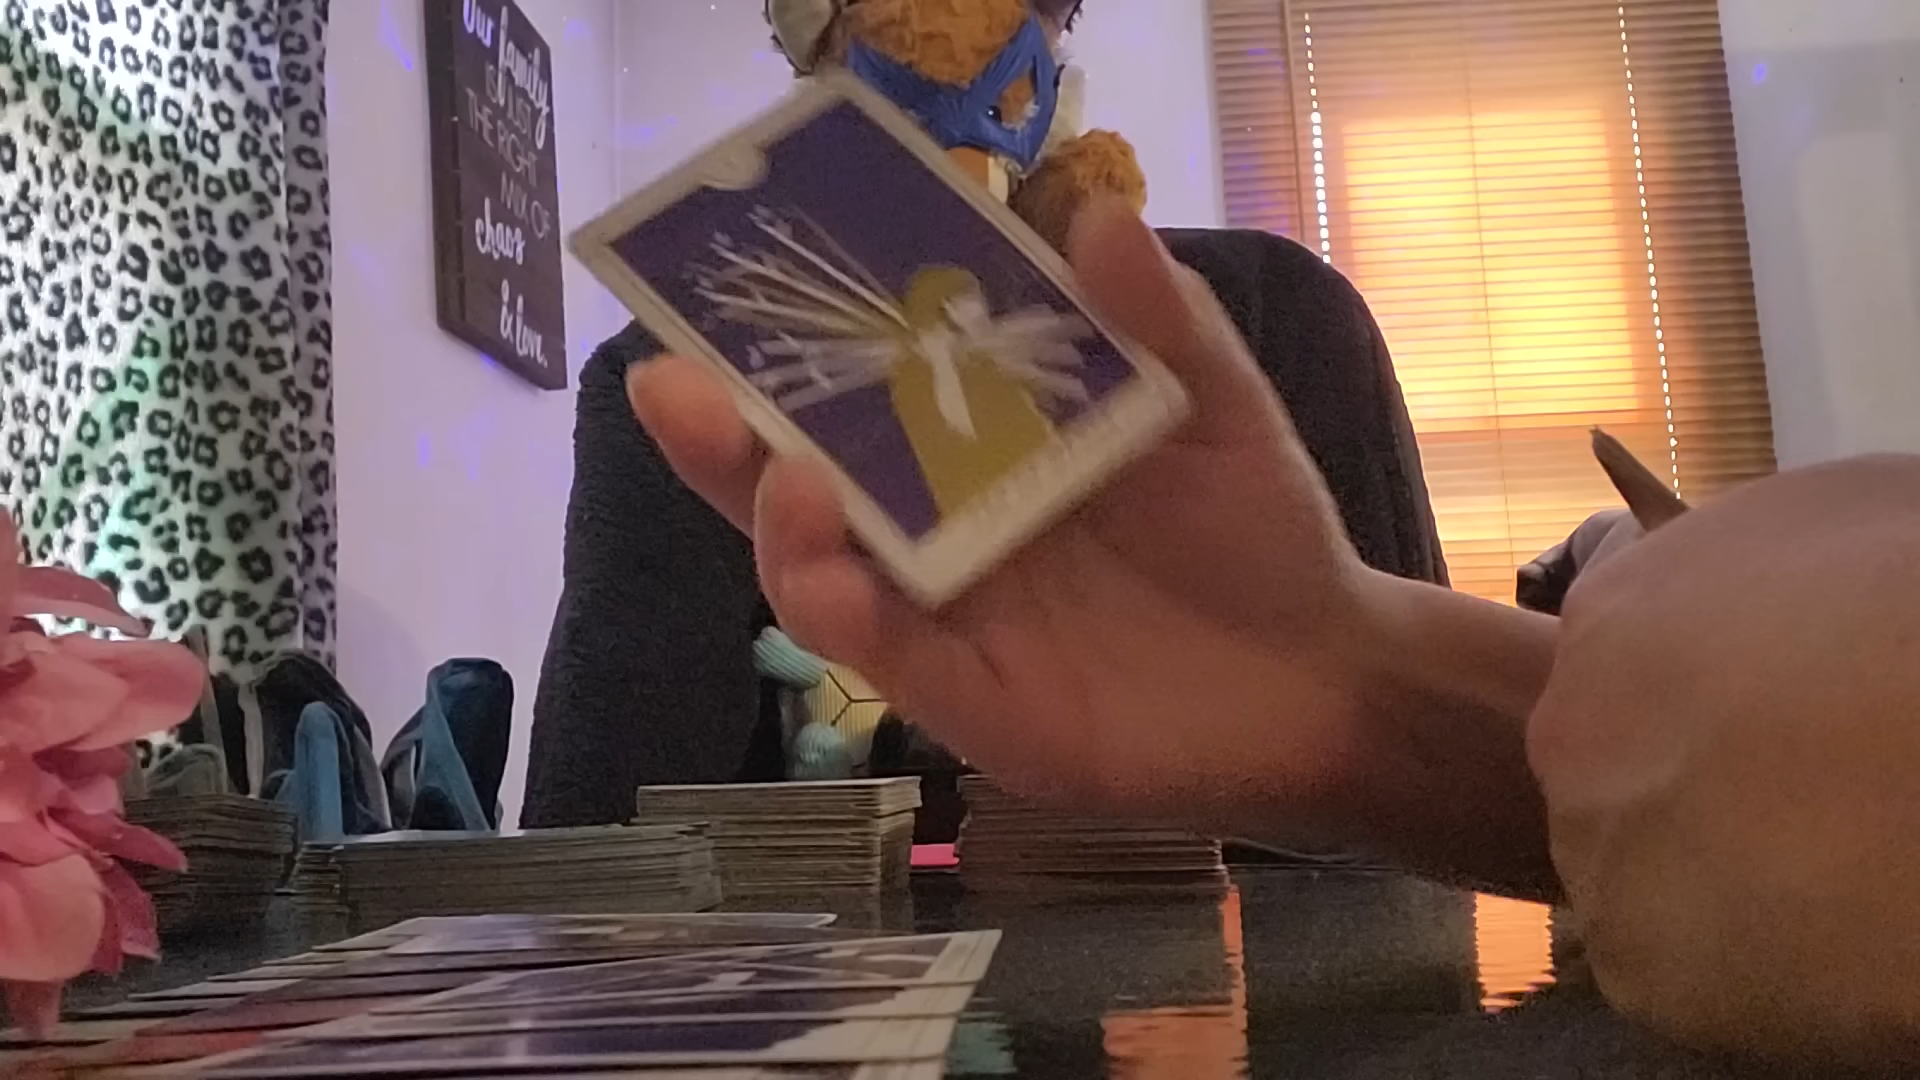 Our family
IS JUST
THE RIGHT
MIX OF
chaos
& love.